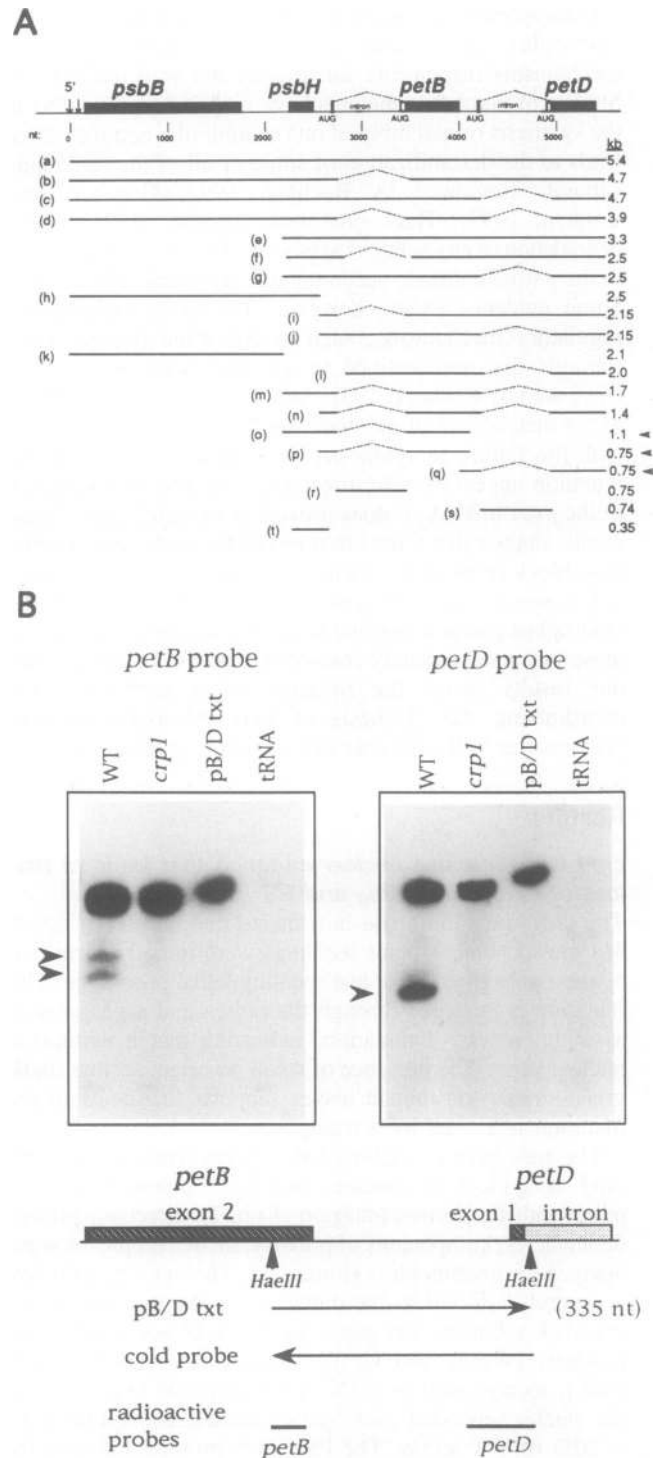 A
5'
psbB
psbH
petB
petD
intron
intron
AUG
AUG
AUG
AUG
nt:
0
1000
2000
3000
4000
5000
kb
(a) 5.4
(b) 4.7
(c) 4.7
(d) 3.9
(e) 3.3
(f) 2.5
(g) 2.5
(h) 2.5
(i) 2.15
(j) 2.15
(k) 2.1
(l) 2.0
(m) 1.7
(n) 1.4
(o) 1.1
(p) 0.75
(q) 0.75
(r) 0.75
(s) 0.74
(t) 0.35
B
petB probe
petD probe
WT
crp1
pB/D txt
tRNA
WT
crp1
pB/D txt
tRNA
petB
petD
exon 2
exon 1
intron
HaeIII
HaeIII
pB/D txt
(335 nt)
cold probe
radioactive
probes
petB
petD